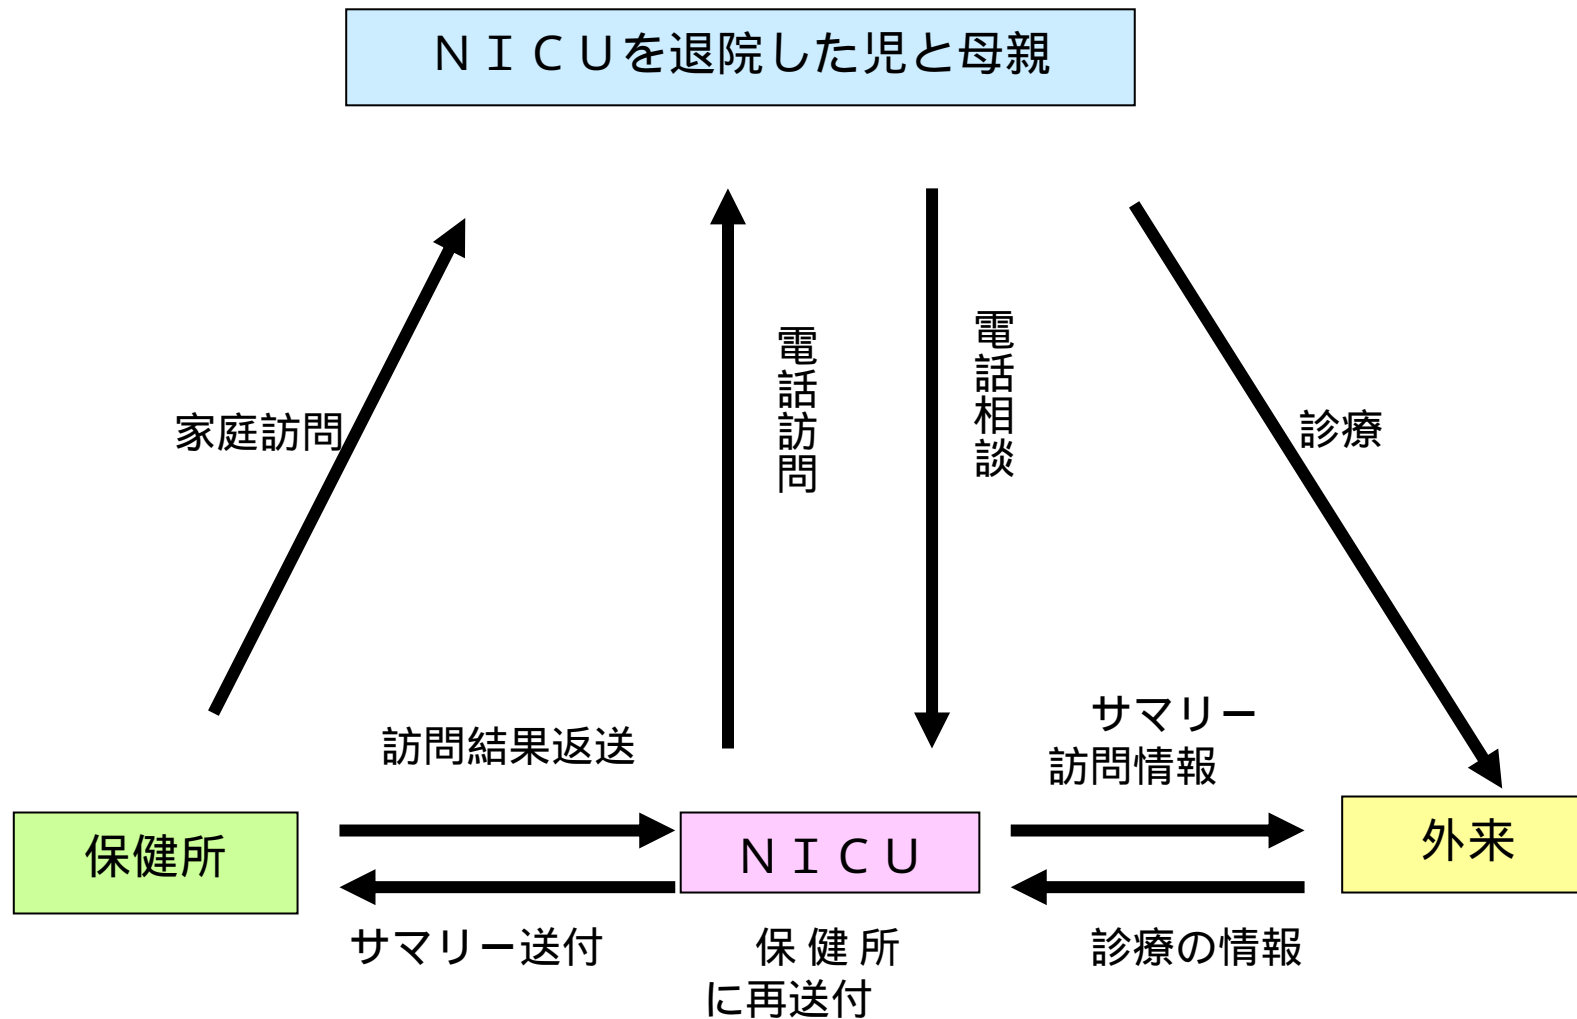 ＮＩＣＵを退院した児と母親
家庭訪問
電話訪問
電話相談
診療
訪問結果返送
サマリー
訪問情報
保健所
ＮＩＣＵ
外来
サマリー送付
保健所
に再送付
診療の情報